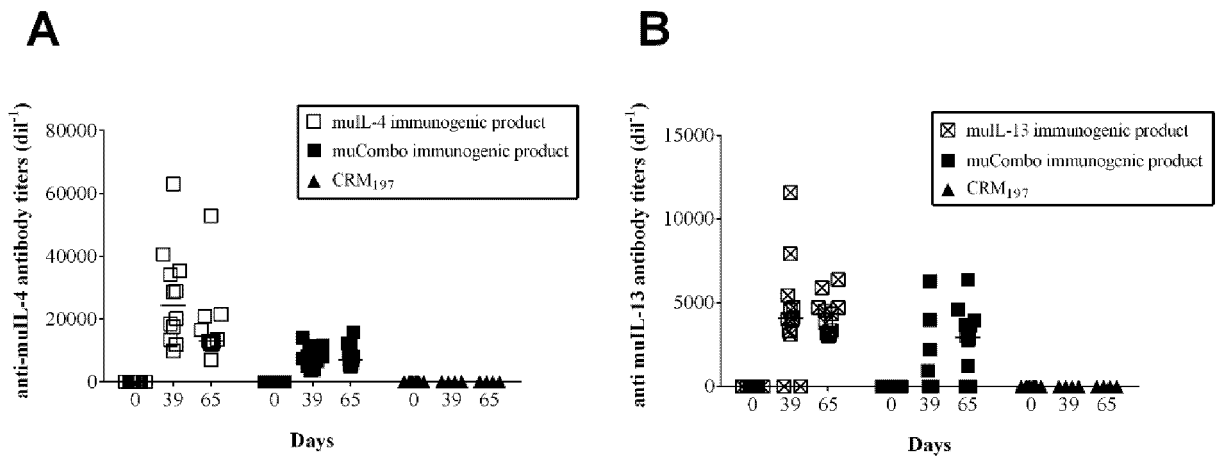 A
B
anti-muIL-4 antibody titers (dil⁻¹)
80000
60000
40000
20000
0
muIL-4 immunogenic product
muCombo immunogenic product
CRM₁₉₇
0 39 65 0 39 65 0 39 65
Days
anti muIL-13 antibody titers (dil⁻¹)
15000
10000
5000
0
muIL-13 immunogenic product
muCombo immunogenic product
CRM₁₉₇
0 39 65 0 39 65 0 39 65
Days